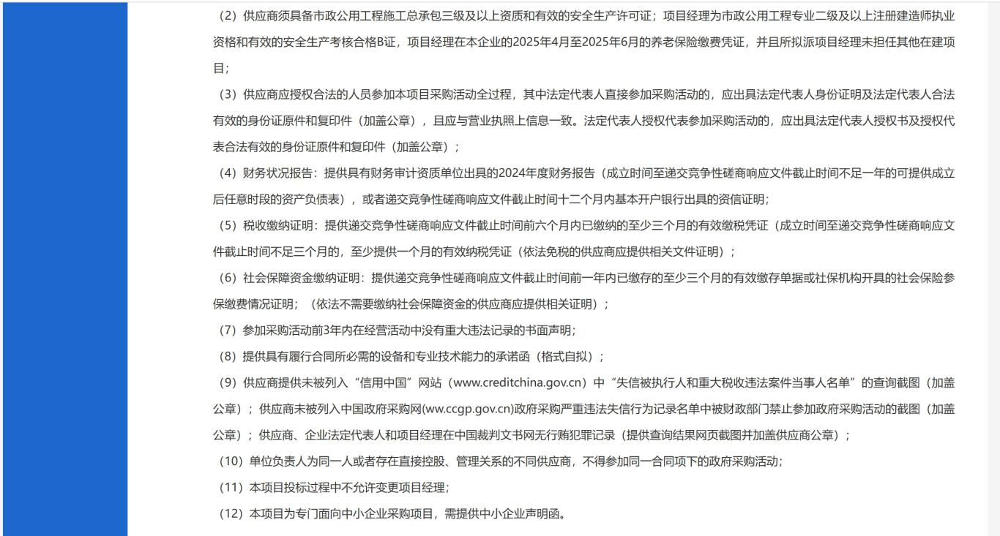 （2）供应商须具备市政公用工程施工总承包三级及以上资质和有效的安全生产许可证；项目经理为市政公用工程专业二级及以上注册建造师执业
资格和有效的安全生产考核合格B证，项目经理在本企业的2025年4月至2025年6月的养老保险缴费凭证，并且所拟派项目经理未担任其他在建项
目；
（3）供应商应授权合法的人员参加本项目采购活动全过程，其中法定代表人直接参加采购活动的，应出具法定代表人身份证明及法定代表人合法
有效的身份证原件和复印件（加盖公章），且应与营业执照上信息一致。法定代表人授权代表参加采购活动的，应出具法定代表人授权书及授权代
表合法有效的身份证原件和复印件（加盖公章）；
（4）财务状况报告：提供具有财务审计资质单位出具的2024年度财务报告（成立时间至递交竞争性磋商响应文件截止时间不足一年的可提供成立
后任意时段的资产负债表），或者递交竞争性磋商响应文件截止时间十二个月内基本开户银行出具的资信证明；
（5）税收缴纳证明：提供递交竞争性磋商响应文件截止时间前六个月内已缴纳的至少三个月的有效缴税凭证（成立时间至递交竞争性磋商响应文
件截止时间不足三个月的，至少提供一个月的有效纳税凭证（依法免税的供应商应提供相关文件证明）；
（6）社会保障资金缴纳证明：提供递交竞争性磋商响应文件截止时间前一年内已缴存的至少三个月的有效缴存单据或社保机构开具的社会保险参
保缴费情况证明；（依法不需要缴纳社会保障资金的供应商应提供相关证明）；
（7）参加采购活动前3年内在经营活动中没有重大违法记录的书面声明；
（8）提供具有履行合同所必需的设备和专业技术能力的承诺函（格式自拟）；
（9）供应商提供未被列入“信用中国”网站（www.creditchina.gov.cn）中“失信被执行人和重大税收违法案件当事人名单”的查询截图（加盖
公章）；供应商未被列入中国政府采购网(ww.ccgp.gov.cn)政府采购严重违法失信行为记录名单中被财政部门禁止参加政府采购活动的截图（加盖
公章）；供应商、企业法定代表人和项目经理在中国裁判文书网无行贿犯罪记录（提供查询结果网页截图并加盖供应商公章）；
（10）单位负责人为同一人或者存在直接控股、管理关系的不同供应商，不得参加同一合同项下的政府采购活动；
（11）本项目投标过程中不允许变更项目经理；
（12）本项目为专门面向中小企业采购项目，需提供中小企业声明函。